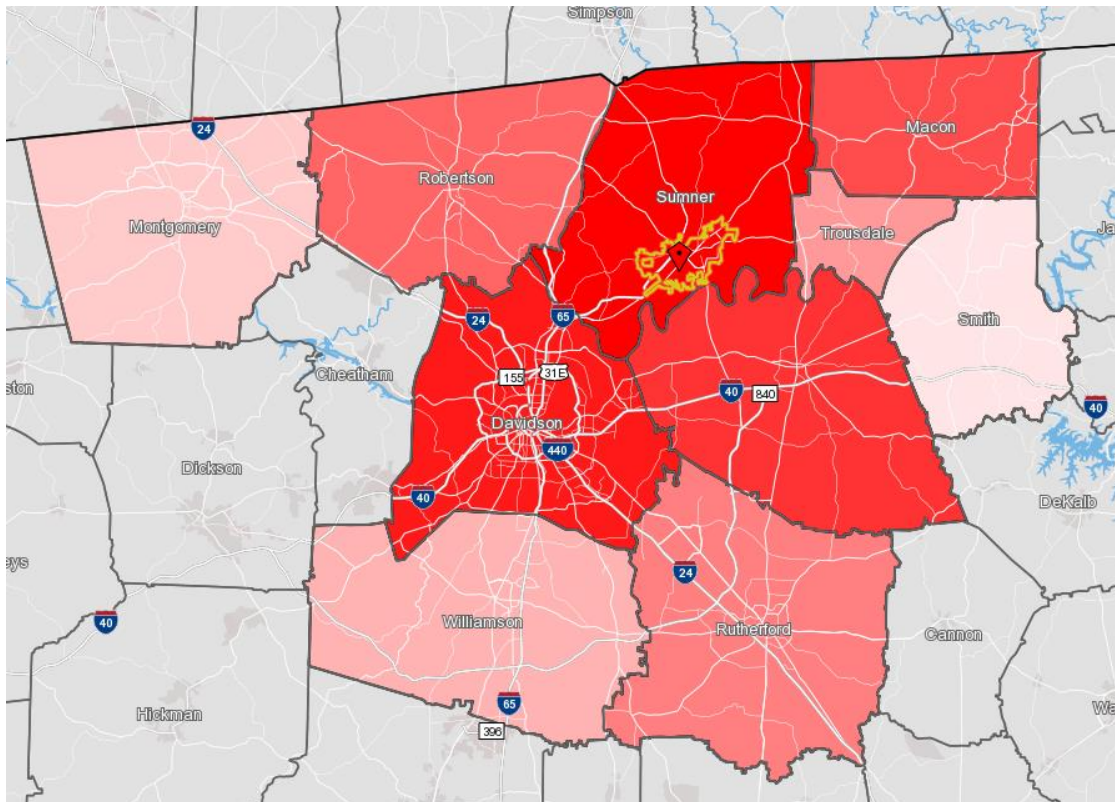 Simpson
24
Macon
Robertson
Sumner
Montgomery
Trousdale
24
65
Smith
Cheatham
155
31E
40
840
40
Davidson
440
Dickson
40
DeKalb
24
40
Williamson
Rutherford
Cannon
65
Hickman
396